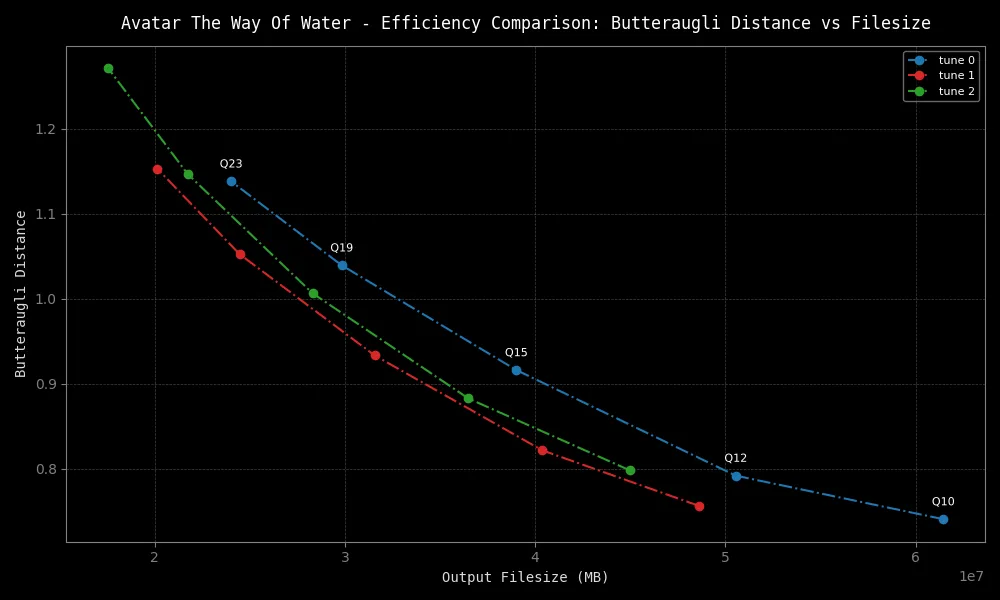 Avatar The Way Of Water - Efficiency Comparison: Butteraugli Distance vs Filesize
tune 0
tune 1
tune 2
1.2
1.1
1.0
0.9
0.8
Butteraugli Distance
Q23
Q19
Q15
Q12
Q10
2
3
4
5
6
1e7
Output Filesize (MB)